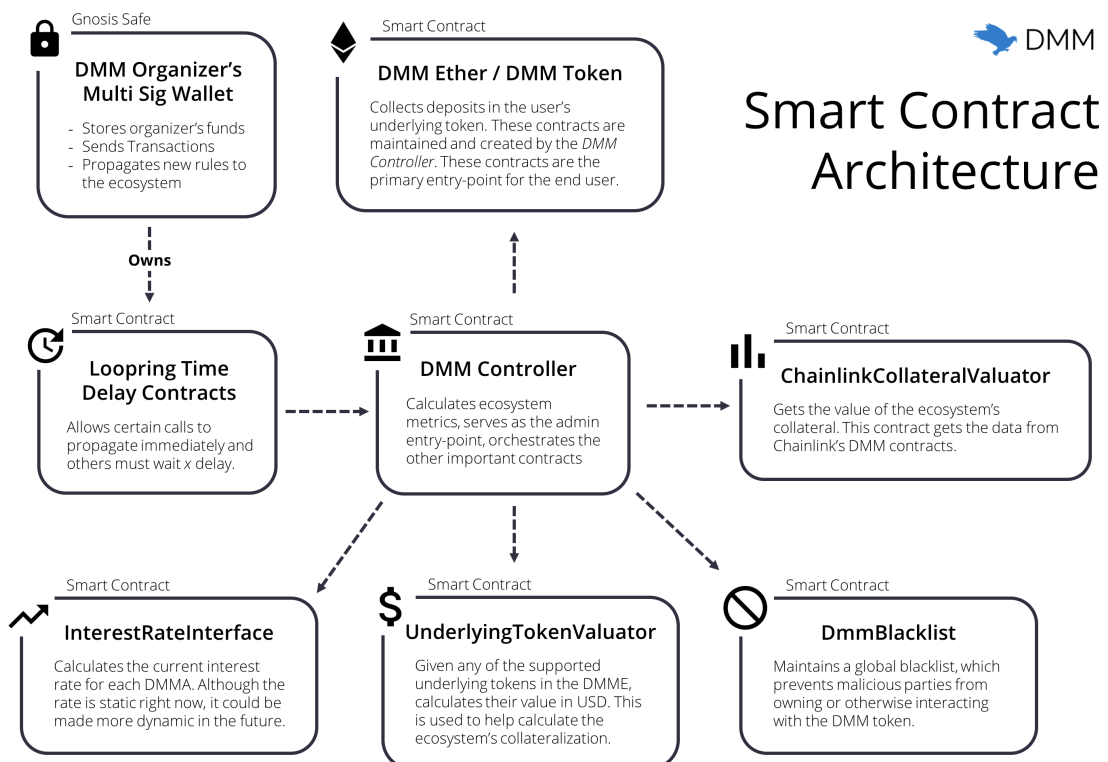 Gnosis Safe
DMM Organizer's
Multi Sig Wallet
- Stores organizer's funds
- Sends Transactions
- Propagates new rules to
the ecosystem
Smart Contract
DMM Ether / DMM Token
Collects deposits in the user's
underlying token. These contracts are
maintained and created by the DMM
Controller. These contracts are the
primary entry-point for the end user.
DMM
Smart Contract
Architecture
Owns
Smart Contract
Loopring Time
Delay Contracts
Allows certain calls to
propagate immediately and
others must wait x delay.
Smart Contract
DMM Controller
Calculates ecosystem
metrics, serves as the admin
entry-point, orchestrates the
other important contracts
Smart Contract
ChainlinkCollateralValuator
Gets the value of the ecosystem's
collateral. This contract gets the data from
Chainlink's DMM contracts.
Smart Contract
InterestRateInterface
Calculates the current interest
rate for each DMMA. Although the
rate is static right now, it could be
made more dynamic in the future.
Smart Contract
UnderlyingTokenValuator
Given any of the supported
underlying tokens in the DMME,
calculates their value in USD. This
is used to help calculate the
ecosystem's collateralization.
Smart Contract
DmmBlacklist
Maintains a global blacklist, which
prevents malicious parties from
owning or otherwise interacting
with the DMM token.